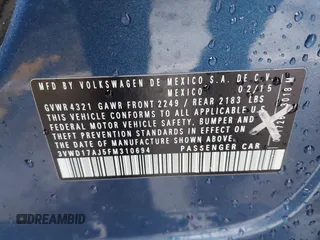 MFD BY VOLKSWAGEN DE MEXICO S.A. DE C.V.
MEXICO 02/15
GVWR 4321 GAWR FRONT 2249 / REAR 2183 LBS
THIS VEHICLE CONFORMS TO ALL APPLICABLE U.S.
FEDERAL MOTOR VEHICLE SAFETY, BUMPER AND
THEFT PREVENTION STANDARDS IN EFFECT ON THE
DATE OF MANUFACTURE SHOWN ABOVE.
3VWD17AJ5FM310694 PASSENGER CAR
DREAMBID